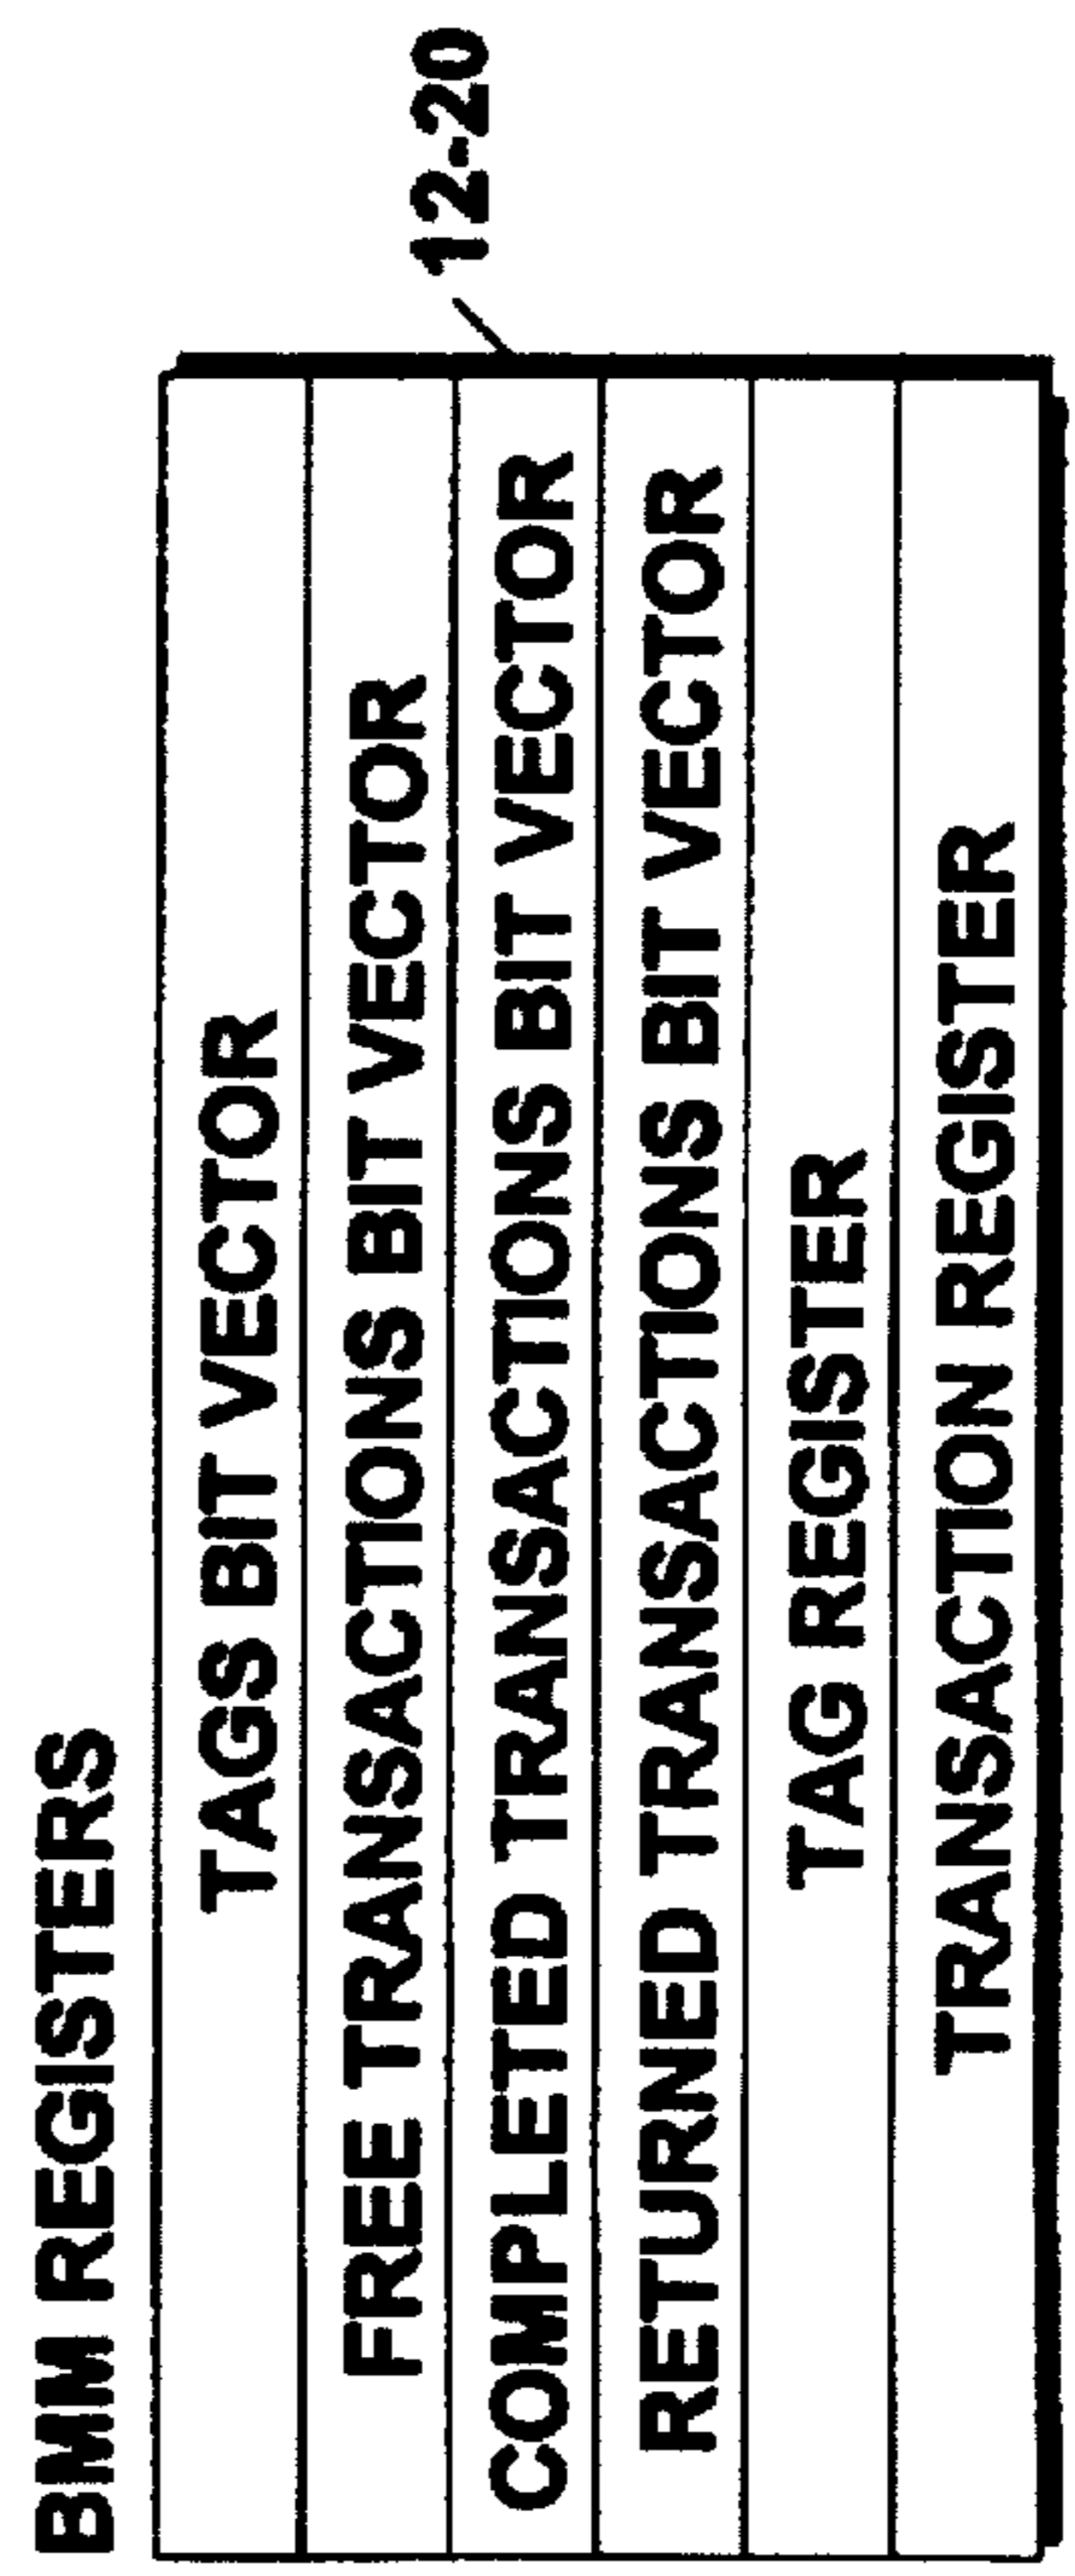 BMM REGISTERS
TAGS BIT VECTOR
FREE TRANSACTIONS BIT VECTOR
COMPLETED TRANSACTIONS BIT VECTOR
RETURNED TRANSACTIONS BIT VECTOR
TAG REGISTER
TRANSACTION REGISTER
12-20